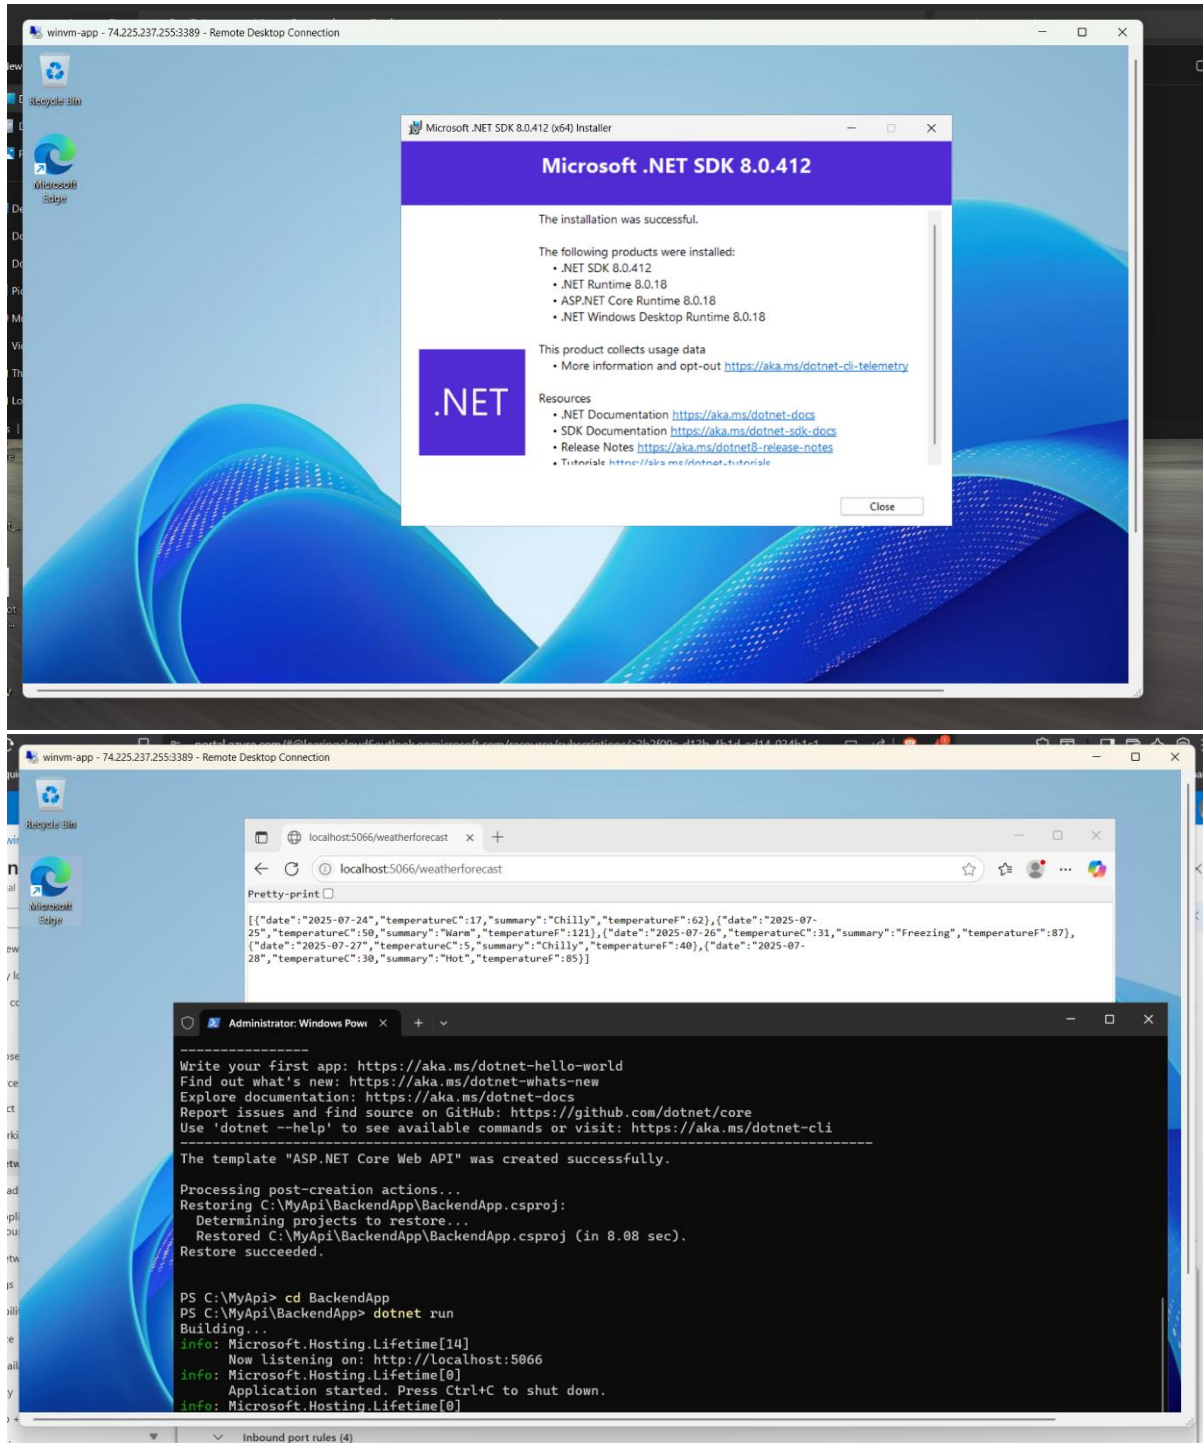 winvm-app - 74.225.237.255:3389 - Remote Desktop Connection
Recycle Bin
Microsoft
Edge
Microsoft .NET SDK 8.0.412 (x64) Installer
Microsoft .NET SDK 8.0.412
The installation was successful.
The following products were installed:
• .NET SDK 8.0.412
• .NET Runtime 8.0.18
• ASP.NET Core Runtime 8.0.18
• .NET Windows Desktop Runtime 8.0.18
This product collects usage data
• More information and opt-out https://aka.ms/dotnet-cli-telemetry
.NET
Resources
• .NET Documentation https://aka.ms/dotnet-docs
• SDK Documentation https://aka.ms/dotnet-sdk-docs
• Release Notes https://aka.ms/dotnet8-release-notes
• Tutorials https://aka.ms/dotnet-tutorials
Close
winvm-app - 74.225.237.255:3389 - Remote Desktop Connection
Recycle Bin
Microsoft
Edge
localhost:5066/weatherforecast
localhost:5066/weatherforecast
Pretty-print
[{"date":"2025-07-24","temperatureC":17,"summary":"Chilly","temperatureF":62},{"date":"2025-07-
25","temperatureC":50,"summary":"Warm","temperatureF":121},{"date":"2025-07-26","temperatureC":31,"summary":"Freezing","temperatureF":87},
{"date":"2025-07-27","temperatureC":5,"summary":"Chilly","temperatureF":40},{"date":"2025-07-
28","temperatureC":30,"summary":"Hot","temperatureF":85}]
Administrator: Windows Powe
----------------
Write your first app: https://aka.ms/dotnet-hello-world
Find out what's new: https://aka.ms/dotnet-whats-new
Explore documentation: https://aka.ms/dotnet-docs
Report issues and find source on GitHub: https://github.com/dotnet/core
Use 'dotnet --help' to see available commands or visit: https://aka.ms/dotnet-cli
--------------------------------------------------------------------------------------
The template "ASP.NET Core Web API" was created successfully.
Processing post-creation actions...
Restoring C:\MyApi\BackendApp\BackendApp.csproj:
Determining projects to restore...
Restored C:\MyApi\BackendApp\BackendApp.csproj (in 8.08 sec).
Restore succeeded.
PS C:\MyApi> cd BackendApp
PS C:\MyApi\BackendApp> dotnet run
Building...
info: Microsoft.Hosting.Lifetime[14]
Now listening on: http://localhost:5066
info: Microsoft.Hosting.Lifetime[0]
Application started. Press Ctrl+C to shut down.
info: Microsoft.Hosting.Lifetime[0]
Inbound port rules (4)